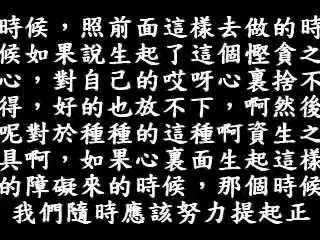 時候，照前面這樣去做的時
候如果說生起了這個慳貪之
心，對自己的哎呀心裏捨不
得，好的也放不下，啊然後
呢對於種種的這種啊資生之
具啊，如果心裏面生起這樣
的障礙來的時候，那個時候
我們隨時應該努力提起正